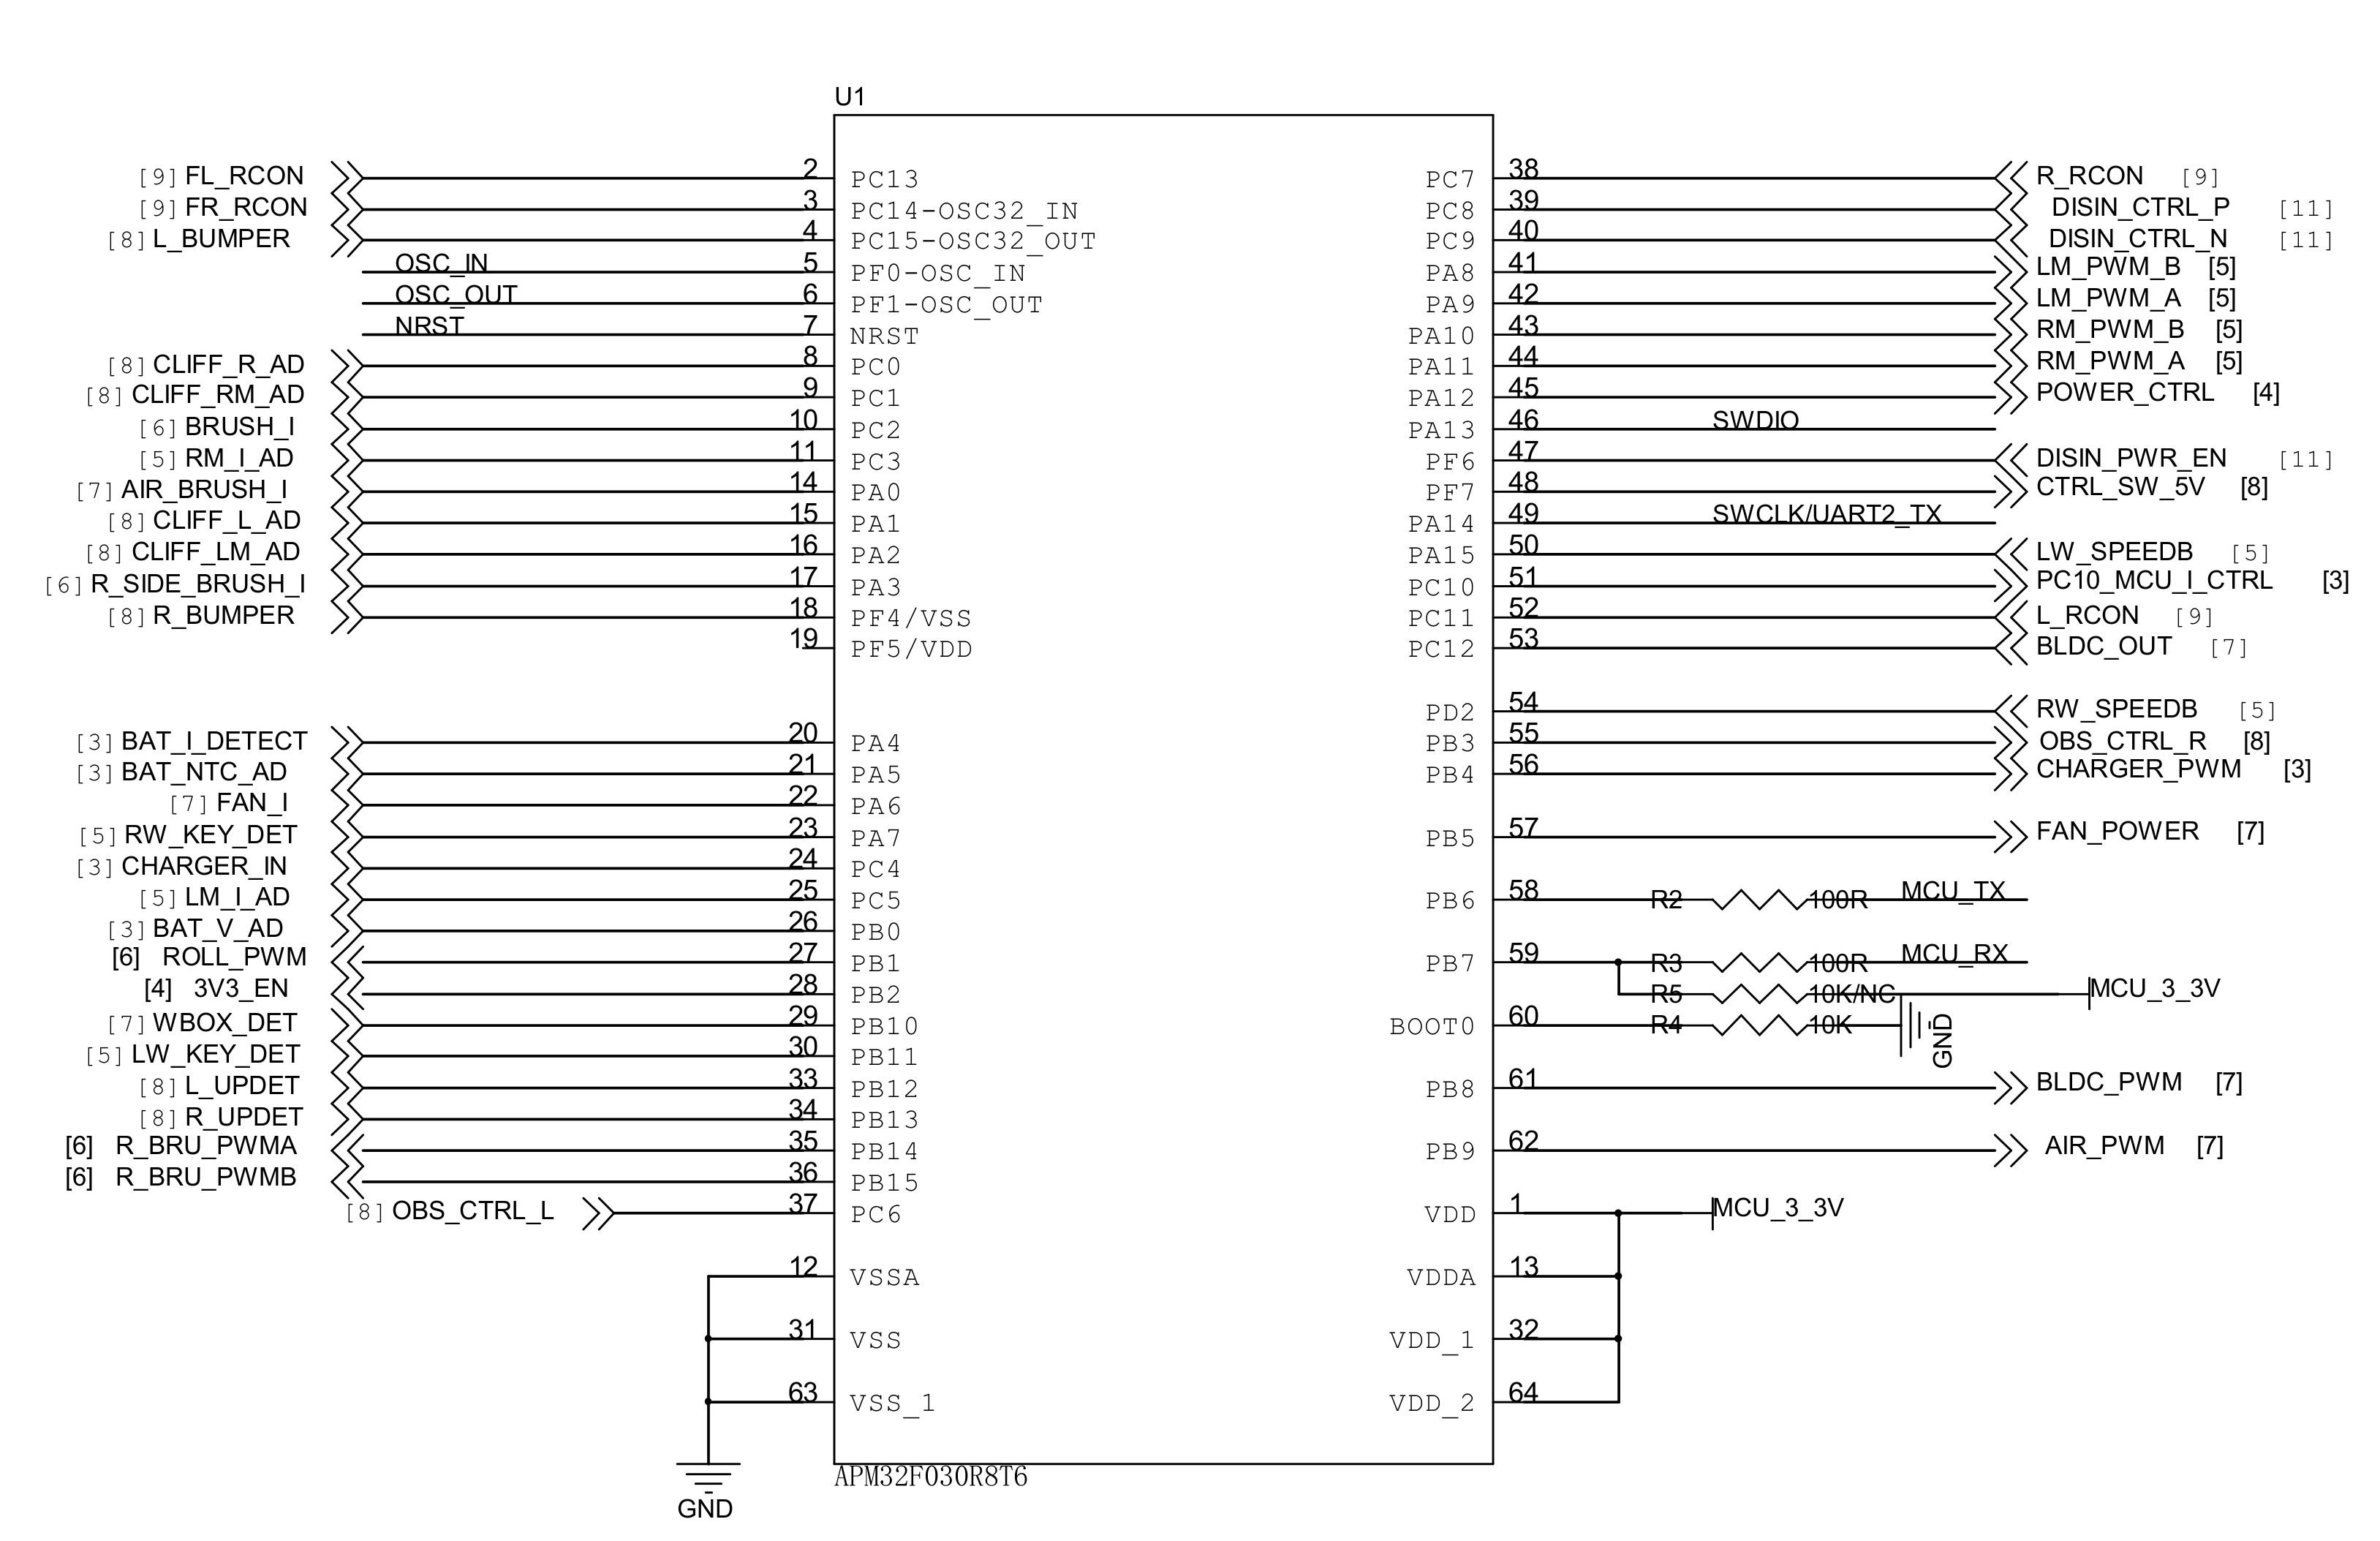 U1
[9] FL_RCON 2 PC13 PC7 38 R_RCON [9]
[9] FR_RCON 3 PC14-OSC32_IN PC8 39 DISIN_CTRL_P [11]
[8] L_BUMPER 4 PC15-OSC32_OUT PC9 40 DISIN_CTRL_N [11]
OSC_IN 5 PF0-OSC_IN PA8 41 LM_PWM_B [5]
OSC_OUT 6 PF1-OSC_OUT PA9 42 LM_PWM_A [5]
NRST 7 NRST PA10 43 RM_PWM_B [5]
[8] CLIFF_R_AD 8 PC0 PA11 44 RM_PWM_A [5]
[8] CLIFF_RM_AD 9 PC1 PA12 45 POWER_CTRL [4]
[6] BRUSH_I 10 PC2 PA13 46 SWDIO
[5] RM_I_AD 11 PC3 PF6 47 DISIN_PWR_EN [11]
[7] AIR_BRUSH_I 14 PA0 PF7 48 CTRL_SW_5V [8]
[8] CLIFF_L_AD 15 PA1 PA14 49 SWCLK/UART2_TX
[8] CLIFF_LM_AD 16 PA2 PA15 50 LW_SPEEDB [5]
[6] R_SIDE_BRUSH_I 17 PA3 PC10 51 PC10_MCU_I_CTRL [3]
[8] R_BUMPER 18 PF4/VSS PC11 52 L_RCON [9]
19 PF5/VDD PC12 53 BLDC_OUT [7]
PD2 54 RW_SPEEDB [5]
[3] BAT_I_DETECT 20 PA4 PB3 55 OBS_CTRL_R [8]
[3] BAT_NTC_AD 21 PA5 PB4 56 CHARGER_PWM [3]
[7] FAN_I 22 PA6
[5] RW_KEY_DET 23 PA7 PB5 57 FAN_POWER [7]
[3] CHARGER_IN 24 PC4
[5] LM_I_AD 25 PC5 PB6 58 R2 100R MCU_TX
[3] BAT_V_AD 26 PB0
[6] ROLL_PWM 27 PB1 PB7 59 R3 100R MCU_RX
[4] 3V3_EN 28 PB2 R5 10K/NC MCU_3_3V
[7] WBOX_DET 29 PB10 BOOT0 60 R4 10K GND
[5] LW_KEY_DET 30 PB11
[8] L_UPDET 33 PB12 PB8 61 BLDC_PWM [7]
[8] R_UPDET 34 PB13
[6] R_BRU_PWMA 35 PB14 PB9 62 AIR_PWM [7]
[6] R_BRU_PWMB 36 PB15
[8] OBS_CTRL_L 37 PC6 VDD 1 MCU_3_3V
12 VSSA VDDA 13
31 VSS VDD_1 32
63 VSS_1 VDD_2 64
APM32F030R8T6
GND